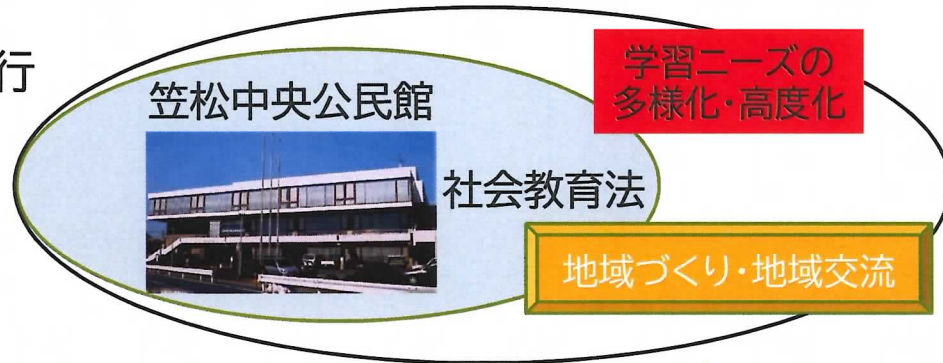 行
笠松中央公民館
社会教育法
学習ニーズの
多様化・高度化
地域づくり・地域交流